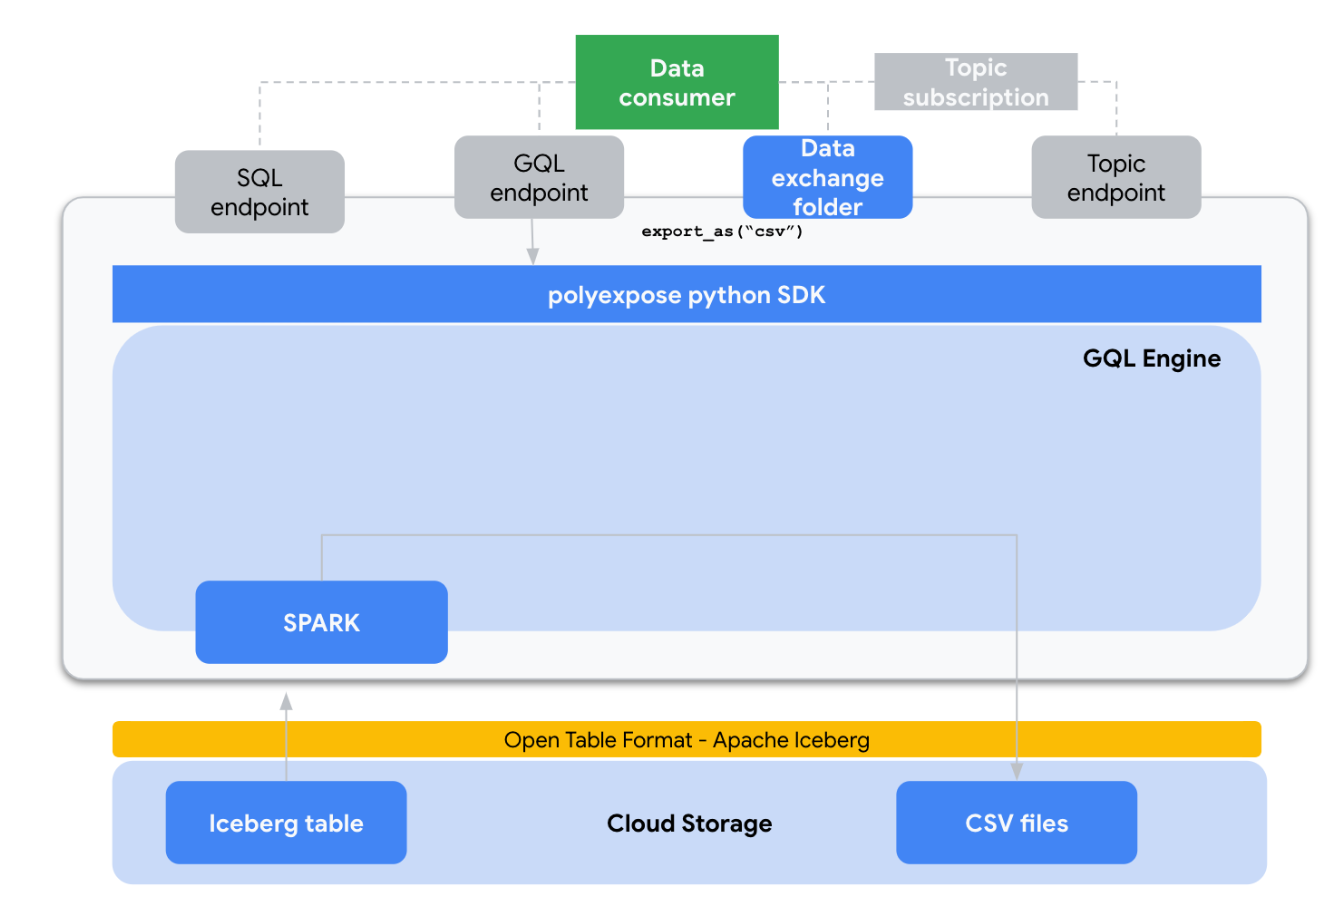 Data
consumer
Topic
subscription
SQL
endpoint
GQL
endpoint
Data
exchange
folder
Topic
endpoint
export_as(“csv”)
polyexpose python SDK
GQL Engine
SPARK
Open Table Format - Apache Iceberg
Iceberg table
Cloud Storage
CSV files